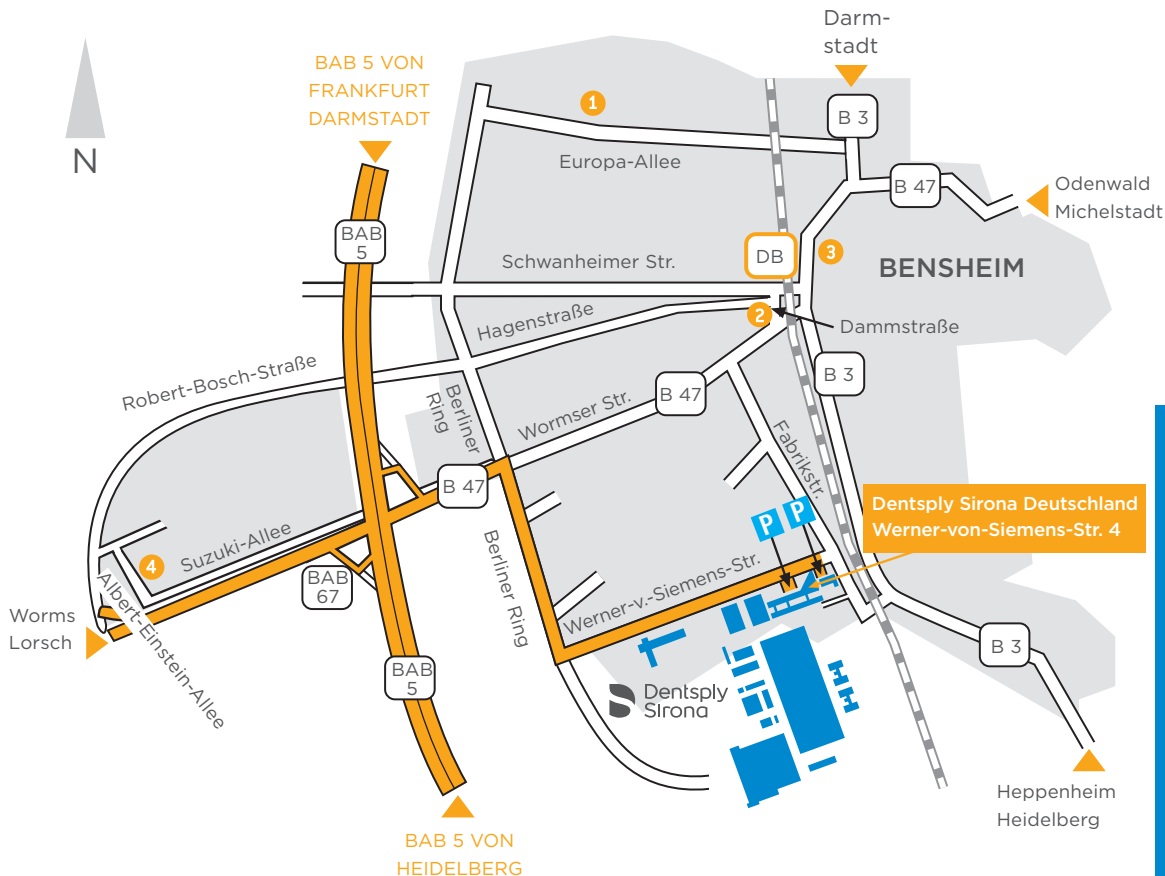 Darm-
stadt
BAB 5 VON
FRANKFURT
DARMSTADT
N
1
B 3
Europa-Allee
B 47
Odenwald
Michelstadt
BAB
5
DB
3
Schwanheimer Str.
BENSHEIM
Hagenstraße
2
Dammstraße
Robert-Bosch-Straße
Berliner
Ring
B 3
B 47
Wormser Str.
Fabrikstr.
B 47
Dentsply Sirona Deutschland
Werner-von-Siemens-Str. 4
P
P
Suzuki-Allee
4
BAB
67
Berliner Ring
Werner-v.-Siemens-Str.
Albert-Einstein-Allee
Worms
Lorsch
B 3
BAB
5
Dentsply
Sirona
Heppenheim
Heidelberg
BAB 5 VON
HEIDELBERG